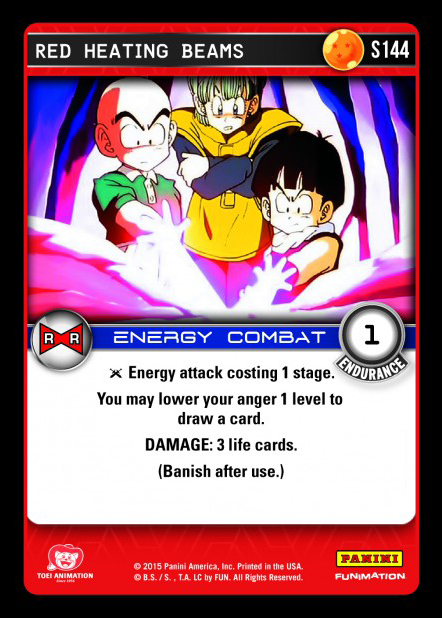 RED HEATING BEAMS
S144
R R
ENERGY COMBAT
1
ENDURANCE
Energy attack costing 1 stage.
You may lower your anger 1 level to
draw a card.
DAMAGE: 3 life cards.
(Banish after use.)
TOEI ANIMATION
Since 1956
© 2015 Panini America, Inc. Printed in the USA.
© B.S. / S. , T.A. LC by FUN. All Rights Reserved.
PANINI
FUNIMATION